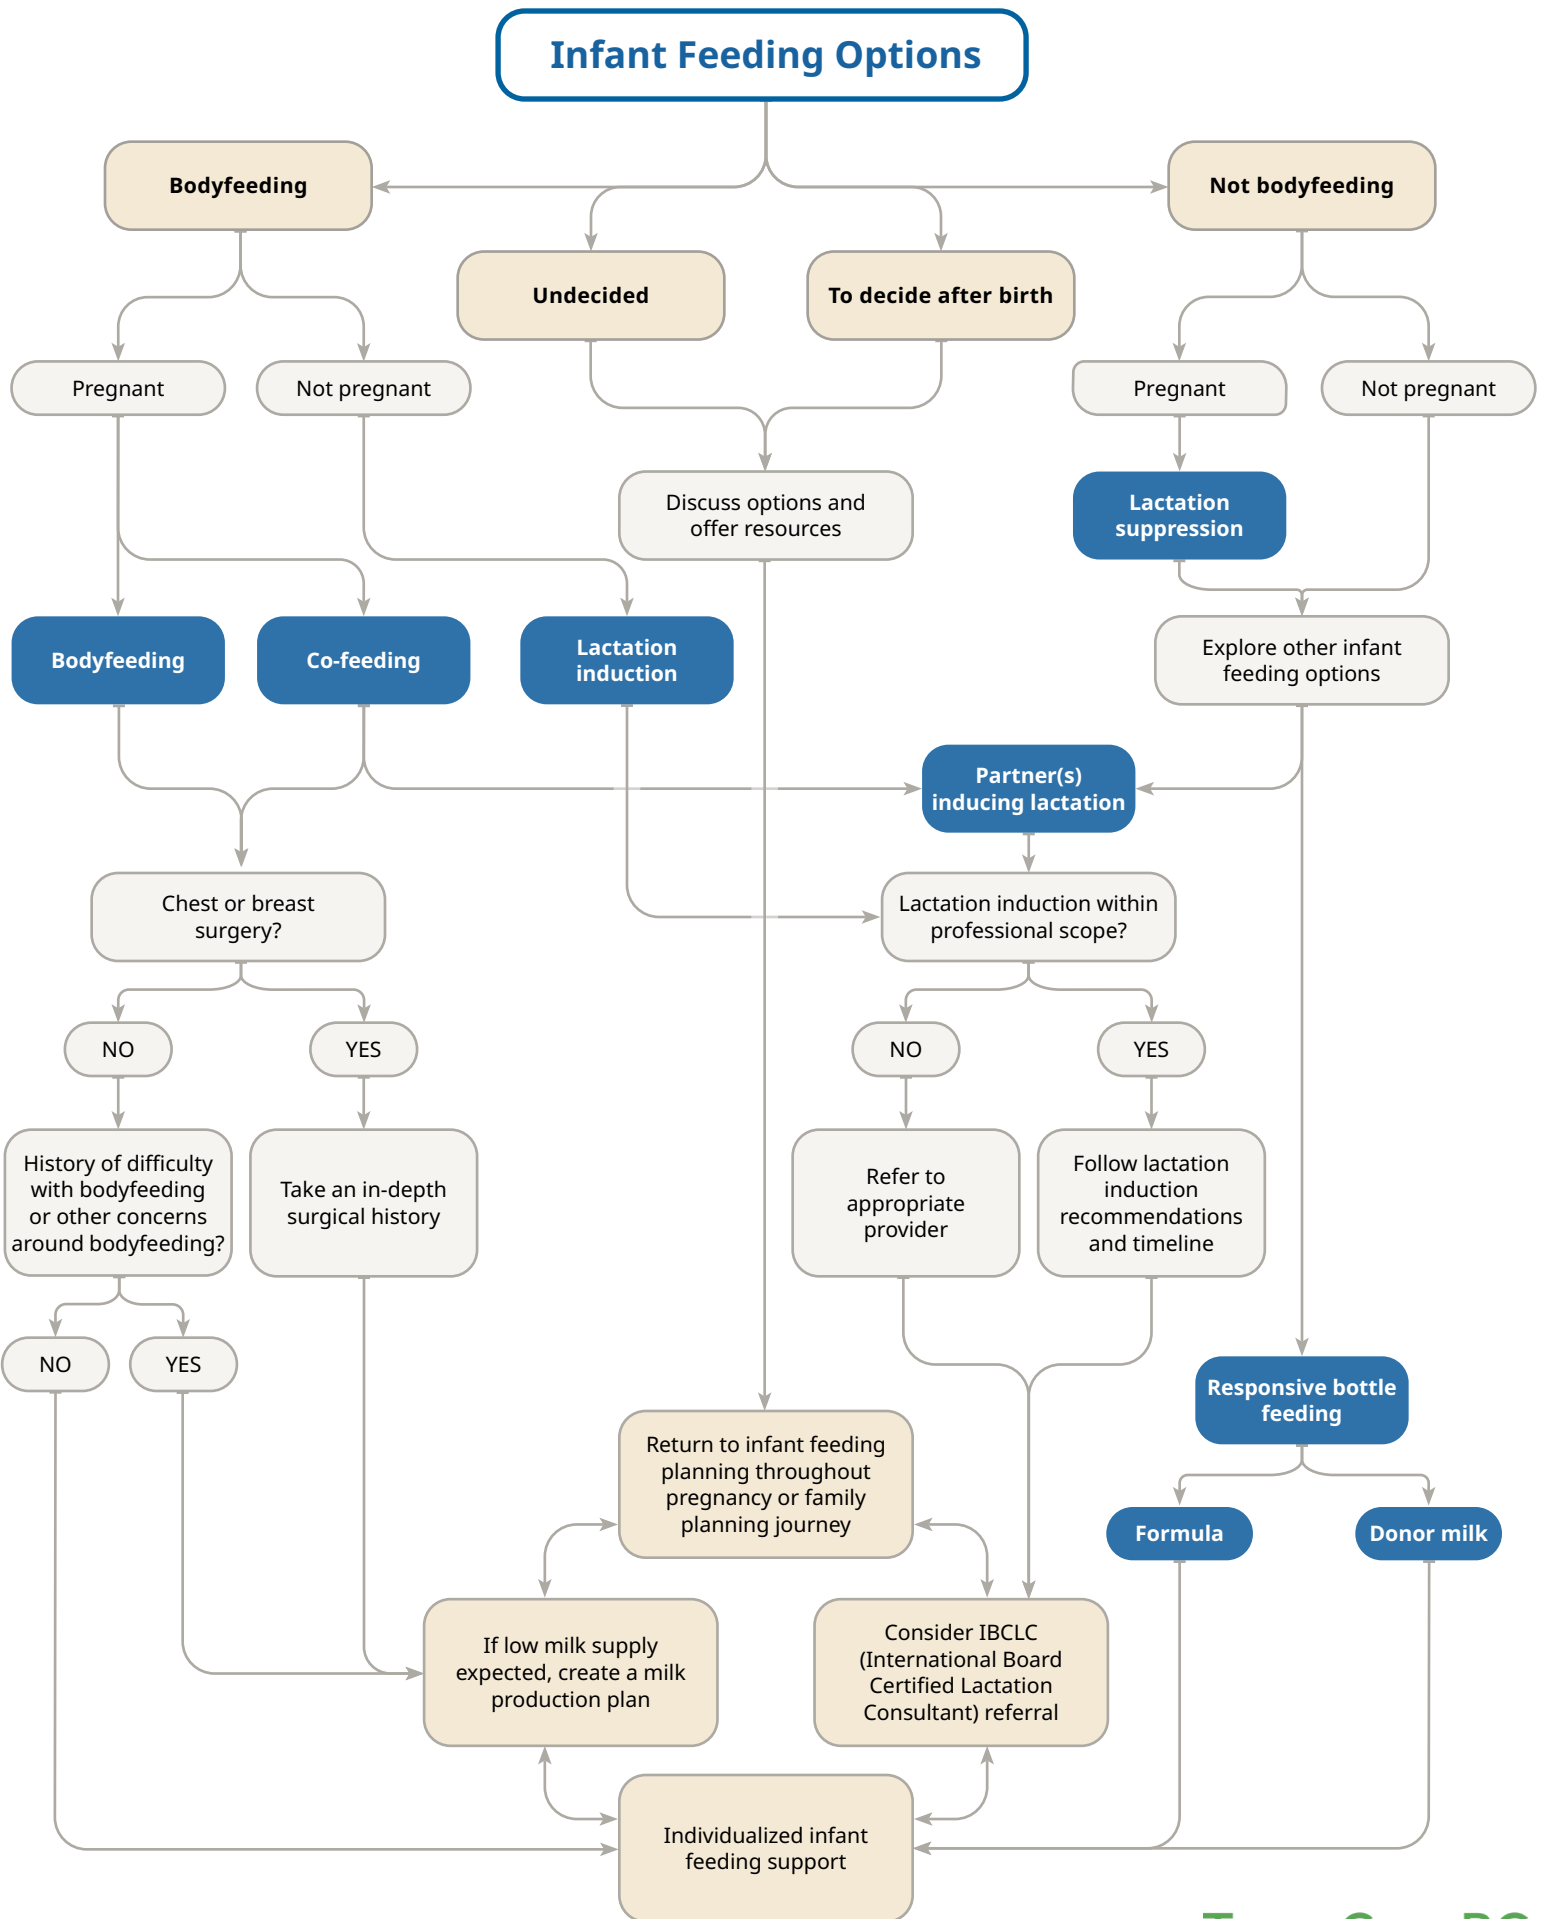 Infant Feeding Options
Bodyfeeding
Not bodyfeeding
Undecided
To decide after birth
Pregnant
Not pregnant
Pregnant
Not pregnant
Discuss options and
offer resources
Lactation
suppression
Bodyfeeding
Co-feeding
Lactation
induction
Explore other infant
feeding options
Partner(s)
inducing lactation
Chest or breast
surgery?
Lactation induction within
professional scope?
NO
YES
NO
YES
History of difficulty
with bodyfeeding
or other concerns
around bodyfeeding?
Take an in-depth
surgical history
Refer to
appropriate
provider
Follow lactation
induction
recommendations
and timeline
NO
YES
Responsive bottle
feeding
Return to infant feeding
planning throughout
pregnancy or family
planning journey
Formula
Donor milk
If low milk supply
expected, create a milk
production plan
Consider IBCLC
(International Board
Certified Lactation
Consultant) referral
Individualized infant
feeding support